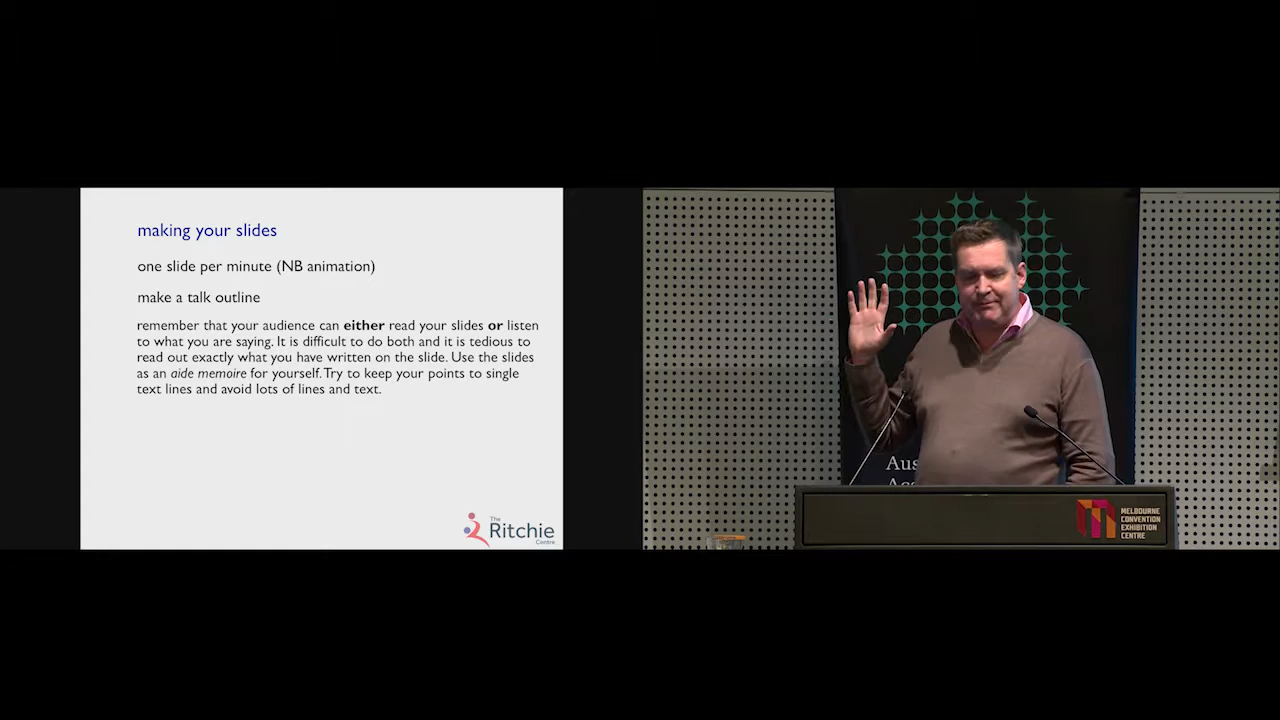 making your slides
one slide per minute (NB animation)
make a talk outline
remember that your audience can either read your slides or listen
to what you are saying. It is difficult to do both and it is tedious to
read out exactly what you have written on the slide. Use the slides
as an aide memoire for yourself. Try to keep your points to single
text lines and avoid lots of lines and text.
The
Ritchie
Centre
Aus
MELBOURNE
CONVENTION
EXHIBITION
CENTRE